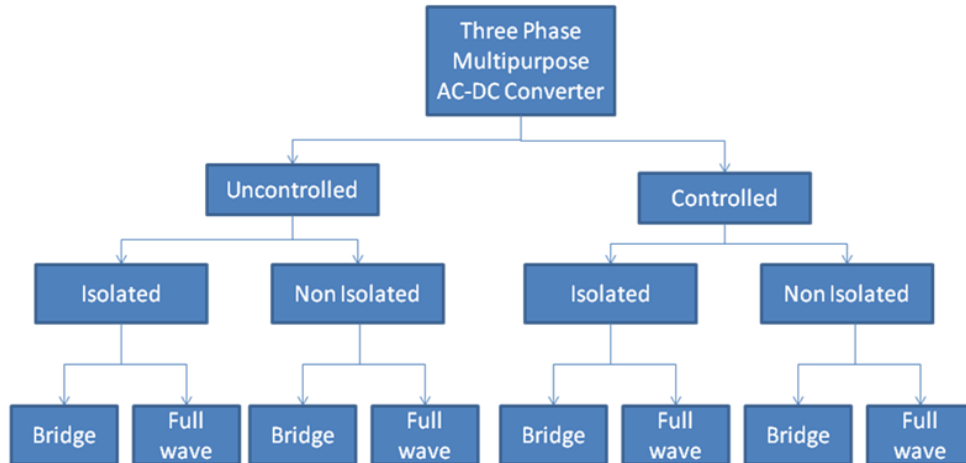 Three Phase
Multipurpose
AC-DC Converter
Uncontrolled
Controlled
Isolated
Non Isolated
Isolated
Non Isolated
Bridge
Full
wave
Bridge
Full
wave
Bridge
Full
wave
Bridge
Full
wave